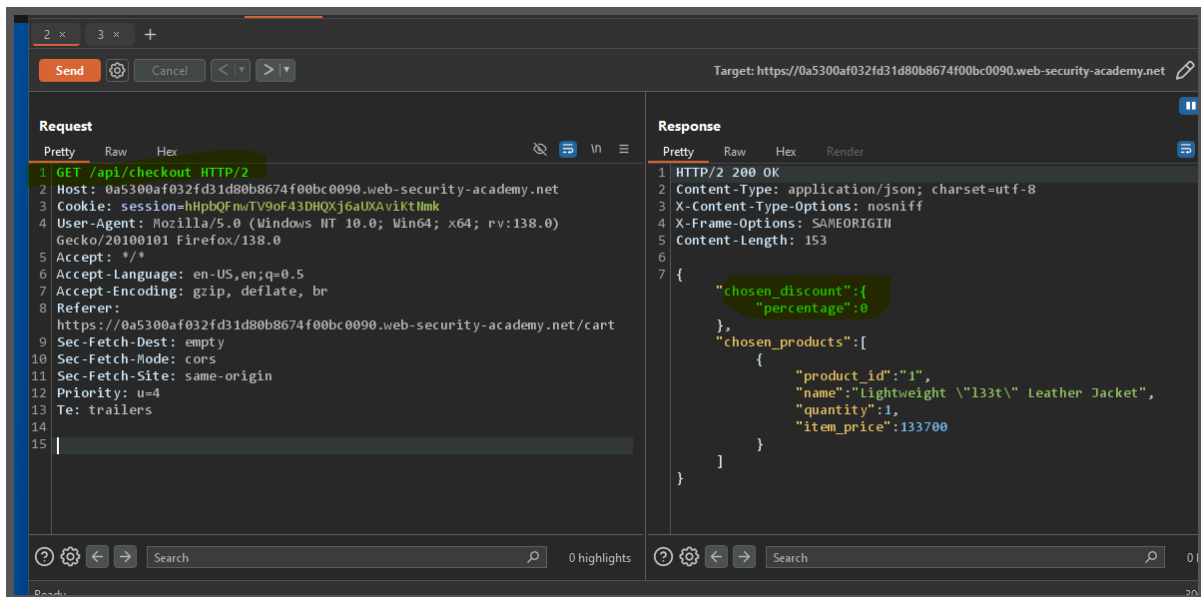 2 ×
3 ×
+
Send
Cancel
Target: https://0a5300af032fd31d80b8674f00bc0090.web-security-academy.net
Request
Pretty Raw Hex
\n
1 GET /api/checkout HTTP/2
2 Host: 0a5300af032fd31d80b8674f00bc0090.web-security-academy.net
3 Cookie: session=hHpbQFnwTV9oF43DHQXj6aUXAviKtNmk
4 User-Agent: Mozilla/5.0 (Windows NT 10.0; Win64; x64; rv:138.0)
Gecko/20100101 Firefox/138.0
5 Accept: */*
6 Accept-Language: en-US,en;q=0.5
7 Accept-Encoding: gzip, deflate, br
8 Referer:
https://0a5300af032fd31d80b8674f00bc0090.web-security-academy.net/cart
9 Sec-Fetch-Dest: empty
10 Sec-Fetch-Mode: cors
11 Sec-Fetch-Site: same-origin
12 Priority: u=4
13 Te: trailers
14
15
Search
0 highlights
Response
Pretty Raw Hex Render
1 HTTP/2 200 OK
2 Content-Type: application/json; charset=utf-8
3 X-Content-Type-Options: nosniff
4 X-Frame-Options: SAMEORIGIN
5 Content-Length: 153
6
7 {
"chosen_discount":{
"percentage":0
},
"chosen_products":[
{
"product_id":"1",
"name":"Lightweight \"l33t\" Leather Jacket",
"quantity":1,
"item_price":133700
}
]
}
Search
0